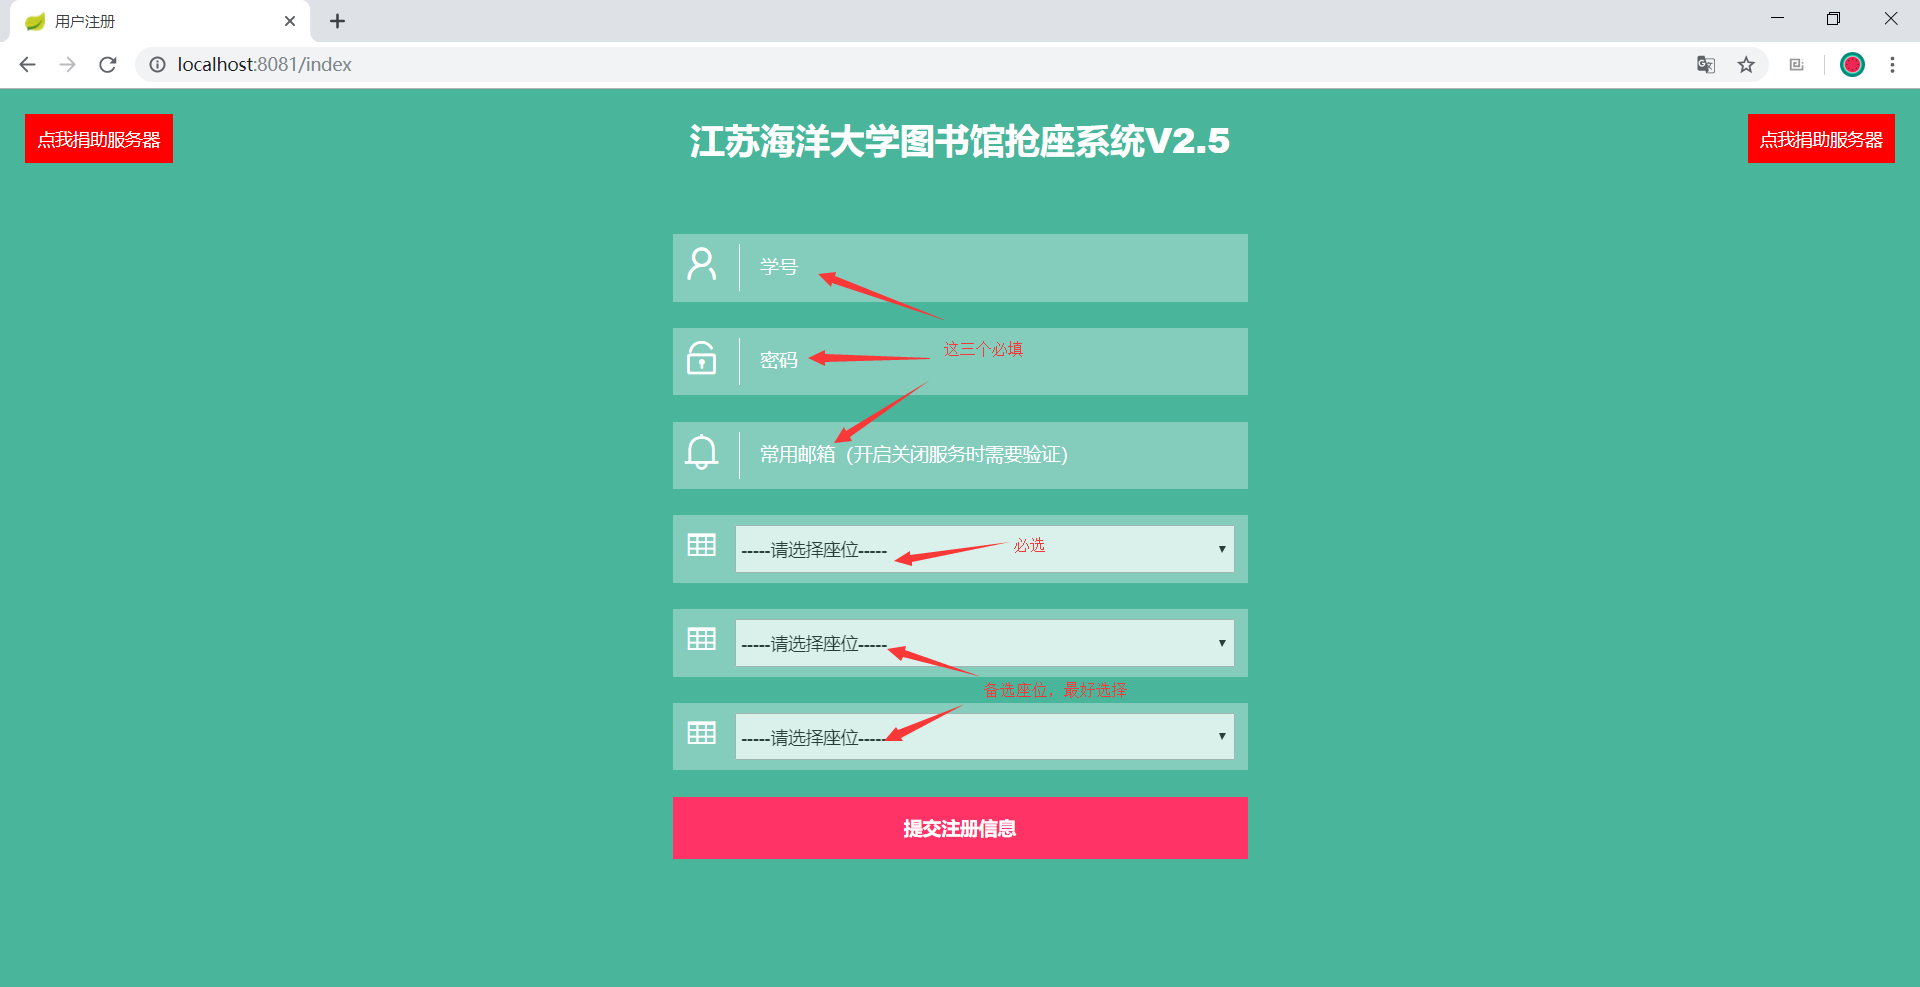 用户注册
localhost:8081/index
点我捐助服务器
江苏海洋大学图书馆抢座系统V2.5
点我捐助服务器
学号
这三个必填
密码
常用邮箱（开启关闭服务时需要验证）
-----请选择座位-----
必选
-----请选择座位-----
备选座位，最好选择
-----请选择座位-----
提交注册信息